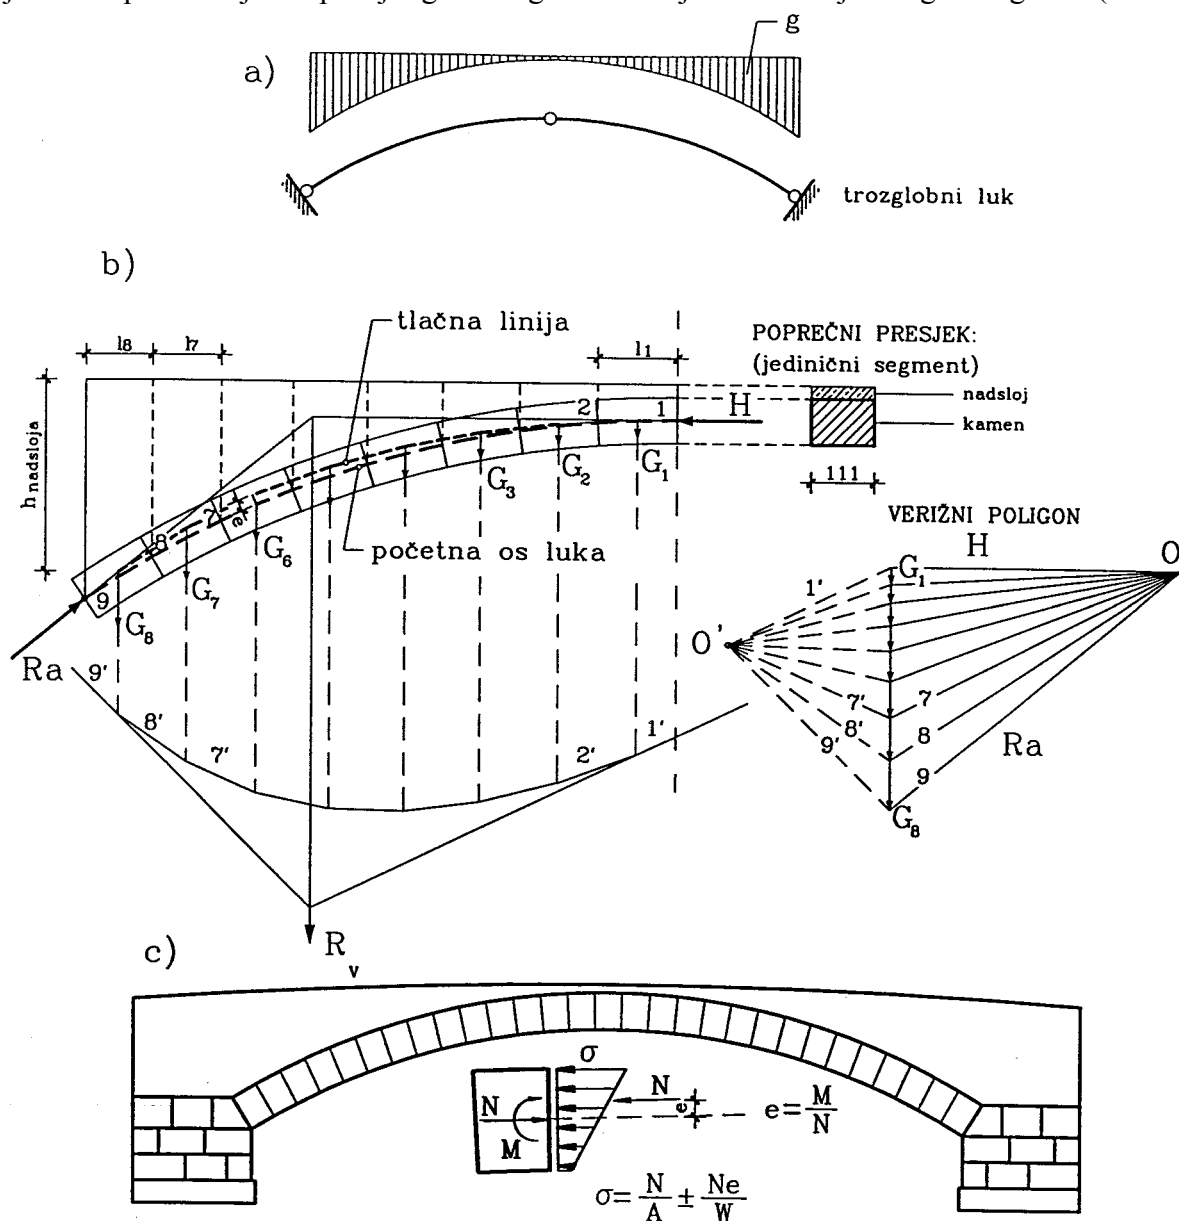 g
a)
trozglobni luk
b)
tlačna linija
l8
l7
l1
POPREČNI PRESJEK:
(jedinični segment)
nadsloj
kamen
111
h nadsloja
2
1
H
G3
G2
G1
7
e
8
G6
početna os luka
9
G7
G8
Ra
9'
8'
7'
2'
1'
Rv
VERIŽNI POLIGON
H
O
G1
1'
O'
7'
7
8'
8
9'
9
Ra
G8
c)
σ
N
N
e
M
e=M/N
σ=N/A ± Ne/W